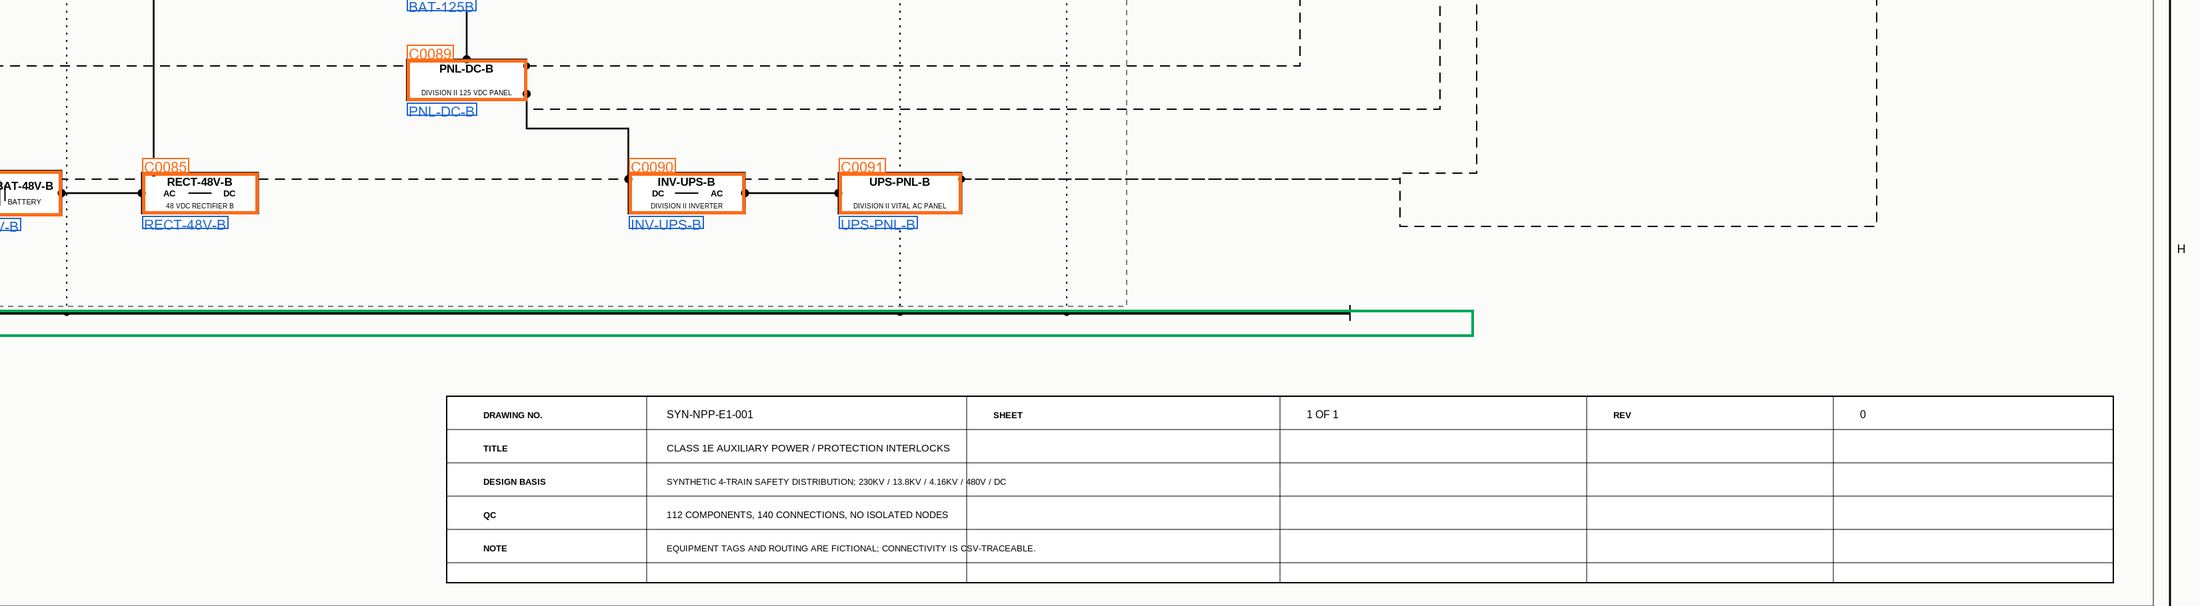 BAT-125B
C0089
PNL-DC-B
DIVISION II 125 VDC PANEL
PNL-DC-B
BAT-48V-B
BATTERY
V-B
C0085
RECT-48V-B
AC DC
48 VDC RECTIFIER B
RECT-48V-B
C0090
INV-UPS-B
DC AC
DIVISION II INVERTER
INV-UPS-B
C0091
UPS-PNL-B
DIVISION II VITAL AC PANEL
UPS-PNL-B
H
DRAWING NO. SYN-NPP-E1-001 SHEET 1 OF 1 REV 0
TITLE CLASS 1E AUXILIARY POWER / PROTECTION INTERLOCKS
DESIGN BASIS SYNTHETIC 4-TRAIN SAFETY DISTRIBUTION; 230KV / 13.8KV / 4.16KV / 480V / DC
QC 112 COMPONENTS, 140 CONNECTIONS, NO ISOLATED NODES
NOTE EQUIPMENT TAGS AND ROUTING ARE FICTIONAL; CONNECTIVITY IS CSV-TRACEABLE.